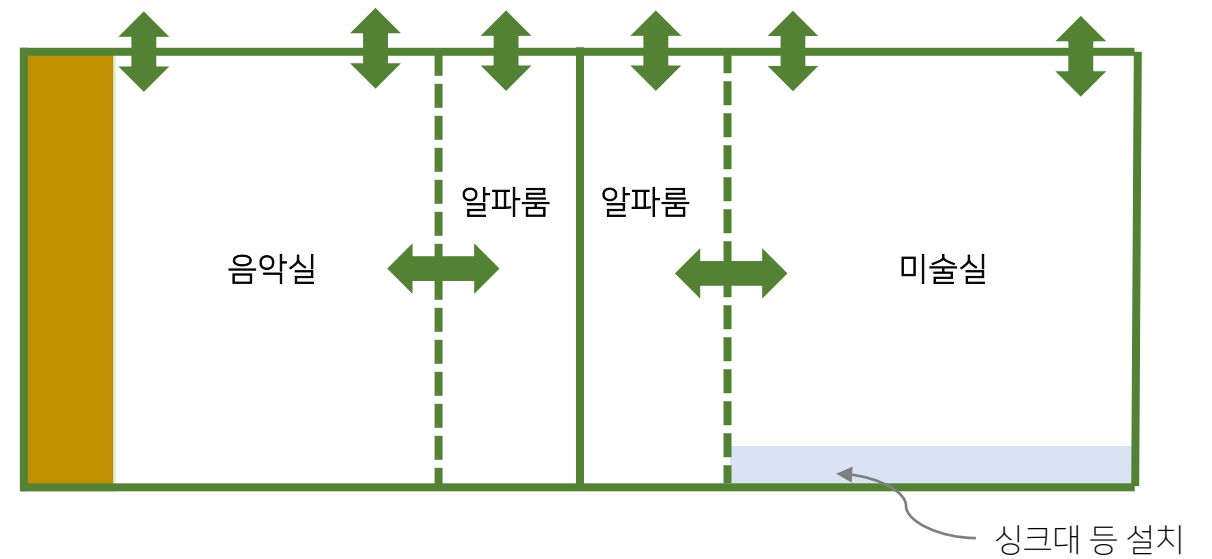 알파룸
알파룸
음악실
미술실
싱크대 등 설치